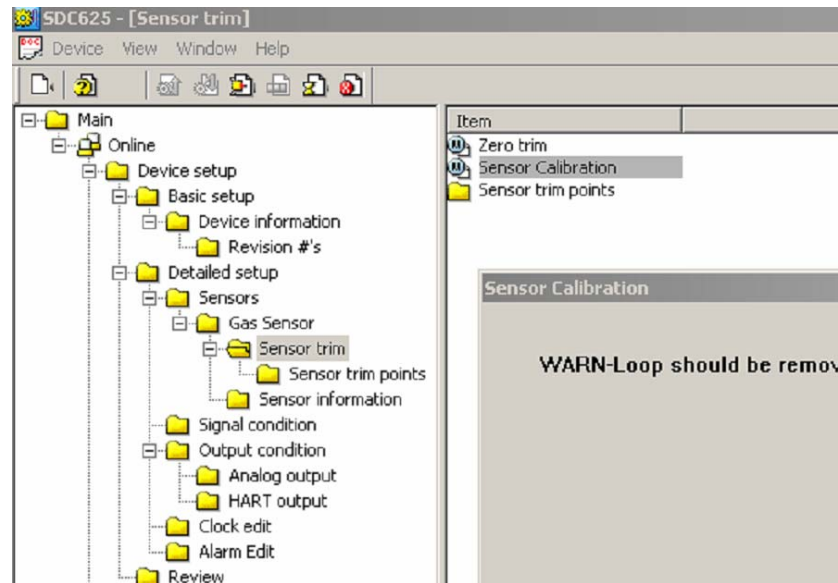 SDC625 - [Sensor trim]
Device View Window Help
Main
Online
Device setup
Basic setup
Device information
Revision #'s
Detailed setup
Sensors
Gas Sensor
Sensor trim
Sensor trim points
Sensor information
Signal condition
Output condition
Analog output
HART output
Clock edit
Alarm Edit
Review
Item
Zero trim
Sensor Calibration
Sensor trim points
Sensor Calibration
WARN-Loop should be remov